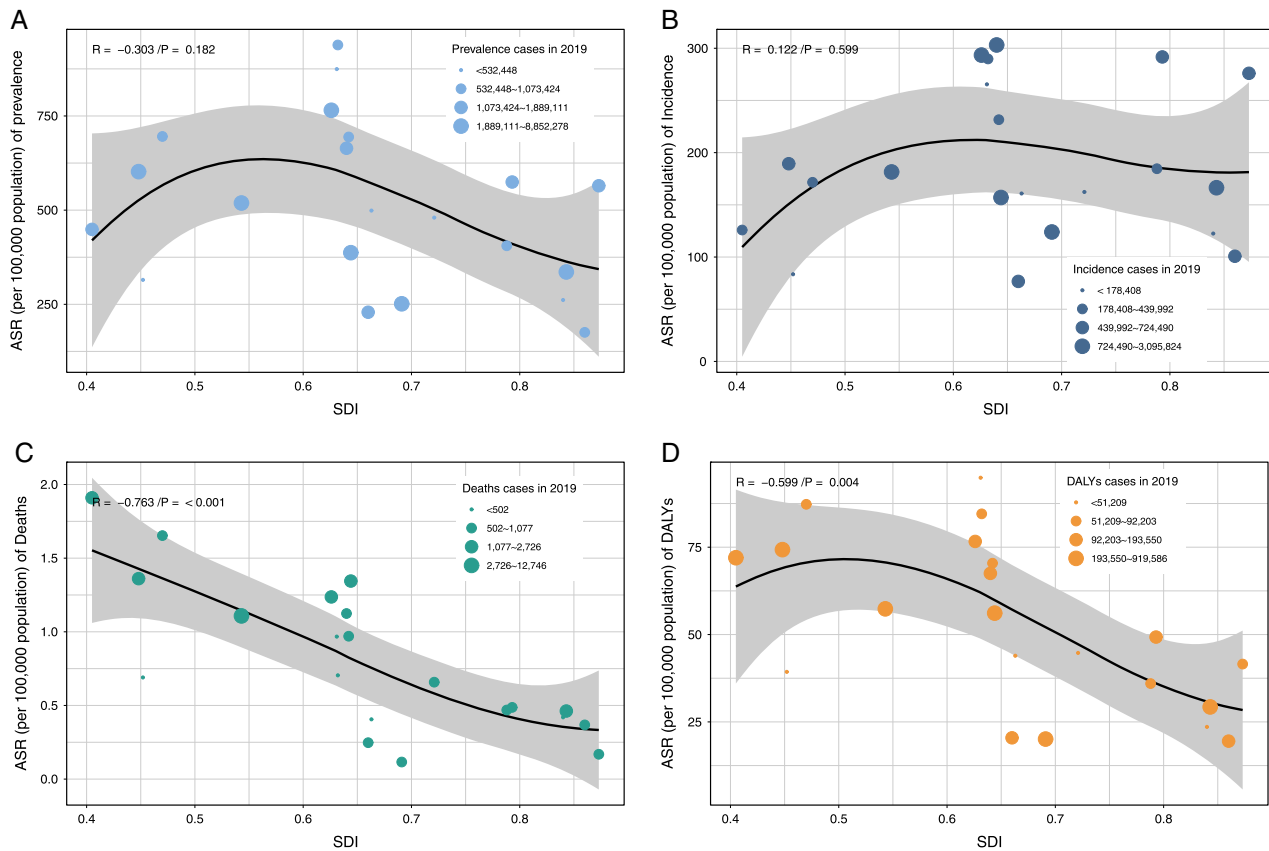 A
R = −0.303 /P = 0.182
Prevalence cases in 2019
<532,448
532,448~1,073,424
1,073,424~1,889,111
1,889,111~8,852,278
750
500
250
ASR (per 100,000 population) of prevalence
0.4 0.5 0.6 0.7 0.8
SDI
B
R = 0.122 /P = 0.599
300
200
100
0
ASR (per 100,000 population) of Incidence
Incidence cases in 2019
< 178,408
178,408~439,992
439,992~724,490
724,490~3,095,824
0.4 0.5 0.6 0.7 0.8
SDI
C
R = −0.763 /P = <0.001
Deaths cases in 2019
<502
502~1,077
1,077~2,726
2,726~12,746
2.0
1.5
1.0
0.5
0.0
ASR (per 100,000 population) of Deaths
0.4 0.5 0.6 0.7 0.8
SDI
D
R = −0.599 /P = 0.004
DALYs cases in 2019
<51,209
51,209~92,203
92,203~193,550
193,550~919,586
75
50
25
ASR (per 100,000 population) of DALYs
0.4 0.5 0.6 0.7 0.8
SDI